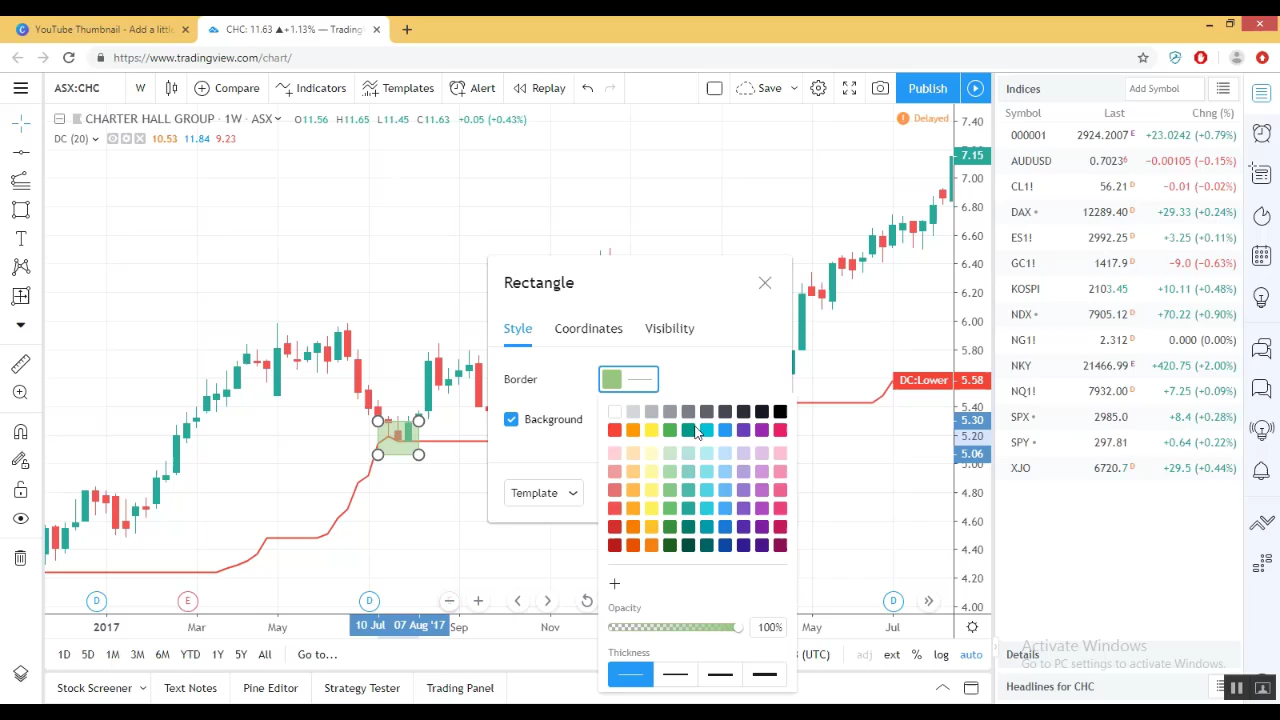 YouTube Thumbnail - Add a little
CHC: 11.63 ▲+1.13% — Trading
https://www.tradingview.com/chart/
ASX:CHC W Compare Indicators Templates Alert Replay Save Publish
CHARTER HALL GROUP · 1W · ASX O11.56 H11.65 L11.45 C11.63 +0.05 (+0.43%)
Delayed
DC (20) 10.53 11.84 9.23
7.40
7.15
7.00
6.80
6.60
6.40
6.20
6.00
5.80
DC:Lower 5.58
5.40
5.30
5.20
5.06
5.00
4.80
4.60
4.40
4.20
4.00
Rectangle
Style Coordinates Visibility
Border
Background
Template
Opacity
100%
Thickness
D E D D
2017 Mar May 10 Jul '17 07 Aug '17 Sep Nov May Jul
1D 5D 1M 3M 6M YTD 1Y 5Y All Go to... (UTC) adj ext % log auto
Stock Screener Text Notes Pine Editor Strategy Tester Trading Panel
Indices Add Symbol
Symbol Last Chng (%)
000001 2924.2007 E +23.0242 (+0.79%)
AUDUSD 0.70236 −0.00105 (−0.15%)
CL1! 56.21 D −0.01 (−0.02%)
DAX 12289.40 D +29.33 (+0.24%)
ES1! 2992.25 D +3.25 (+0.11%)
GC1! 1417.9 D −9.0 (−0.63%)
KOSPI 2103.45 +10.11 (+0.48%)
NDX 7905.12 D +70.22 (+0.90%)
NG1! 2.312 D 0.000 (0.00%)
NKY 21466.99 E +420.75 (+2.00%)
NQ1! 7932.00 D +7.25 (+0.09%)
SPX 2985.0 D +8.4 (+0.28%)
SPY 297.81 D +0.64 (+0.22%)
XJO 6720.7 D +29.5 (+0.44%)
Activate Windows
Details
Go to PC settings to activate Windows.
Headlines for CHC